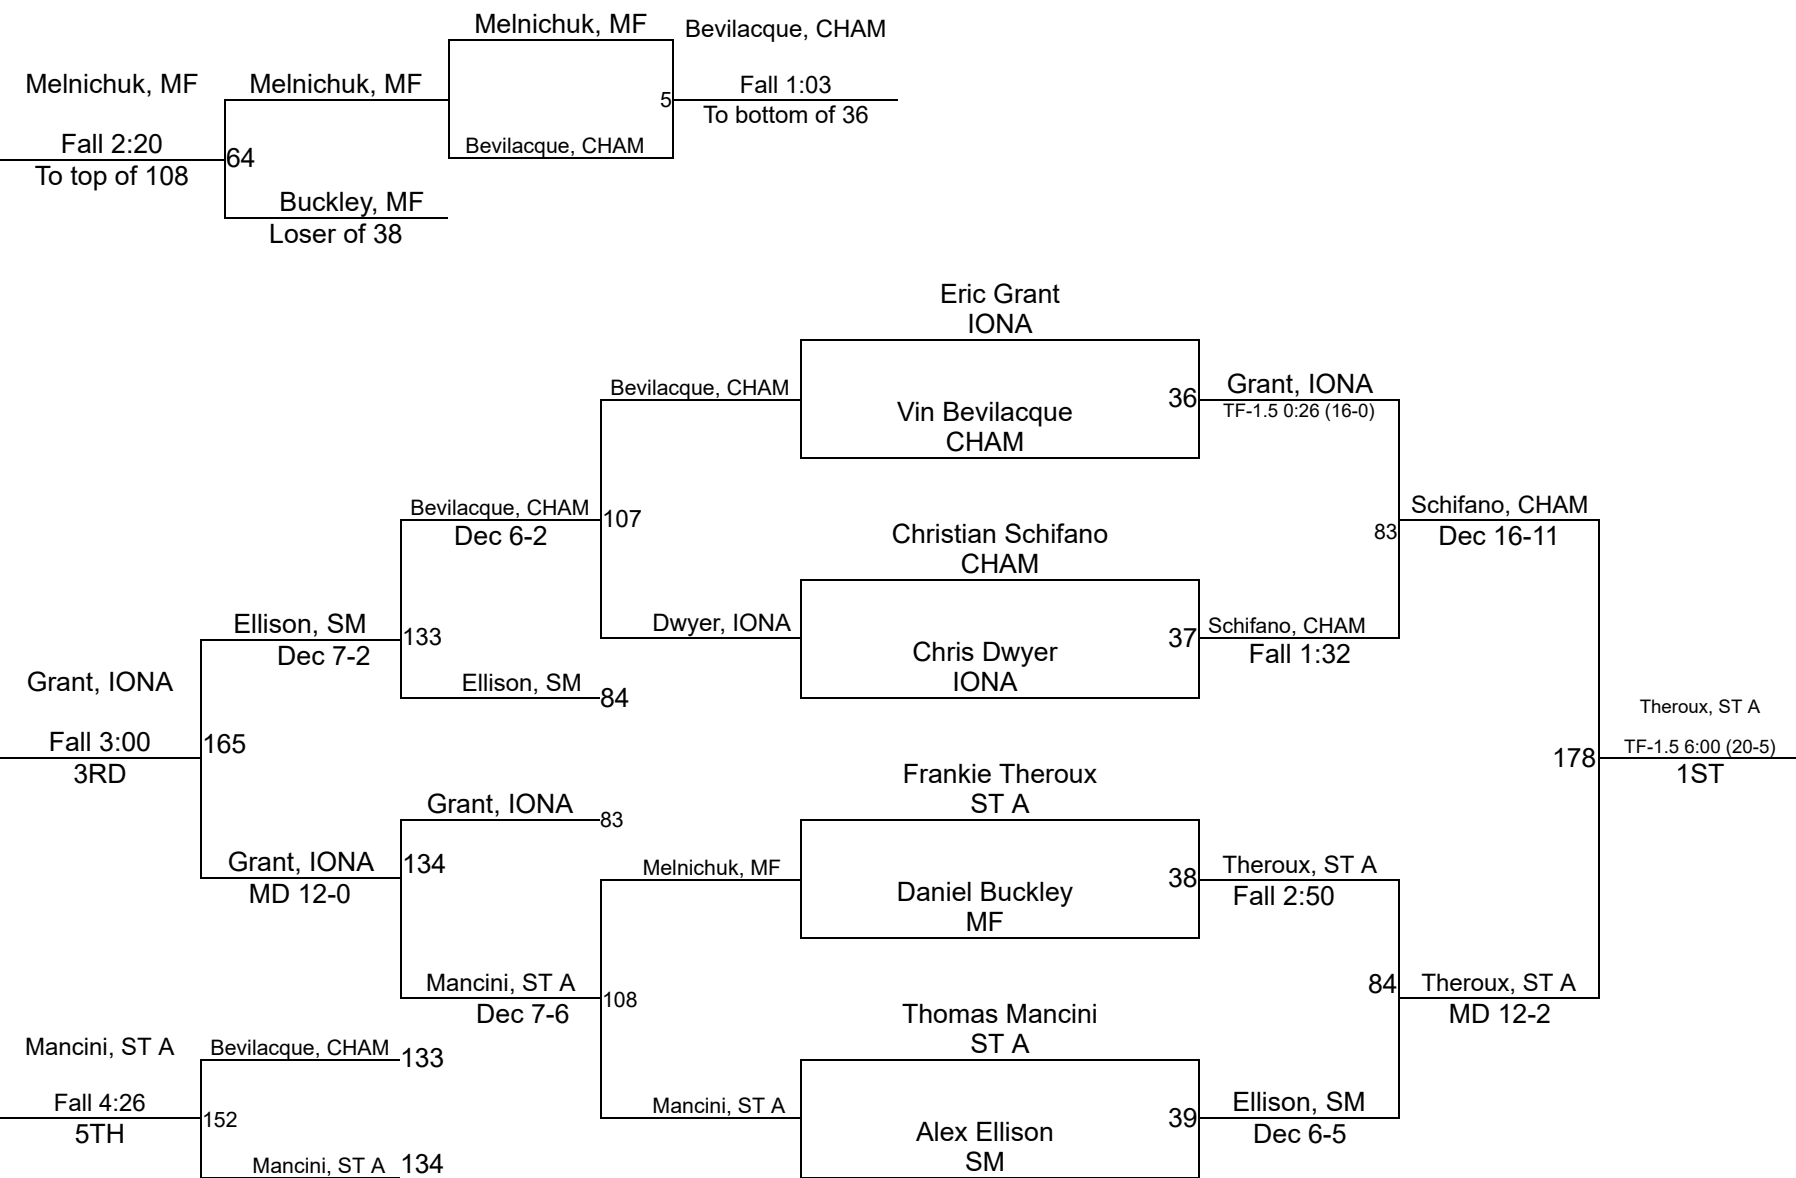 Melnichuk, MF
Bevilacque, CHAM
Melnichuk, MF
Melnichuk, MF
Fall 1:03
5
To bottom of 36
Bevilacque, CHAM
Fall 2:20
64
To top of 108
Buckley, MF
Loser of 38
Eric Grant
IONA
Bevilacque, CHAM
36
Grant, IONA
TF-1.5 0:26 (16-0)
Vin Bevilacque
CHAM
Bevilacque, CHAM
107
Dec 6-2
Schifano, CHAM
83
Dec 16-11
Christian Schifano
CHAM
Ellison, SM
133
Dec 7-2
Dwyer, IONA
37
Schifano, CHAM
Fall 1:32
Chris Dwyer
IONA
Grant, IONA
Ellison, SM
84
Theroux, ST A
Fall 3:00
165
3RD
178
TF-1.5 6:00 (20-5)
1ST
Frankie Theroux
ST A
Grant, IONA
83
Grant, IONA
134
MD 12-0
Melnichuk, MF
38
Theroux, ST A
Fall 2:50
Daniel Buckley
MF
Mancini, ST A
108
Dec 7-6
84
Theroux, ST A
MD 12-2
Thomas Mancini
ST A
Mancini, ST A
Bevilacque, CHAM
133
Fall 4:26
152
5TH
Mancini, ST A
39
Ellison, SM
Dec 6-5
Alex Ellison
SM
Mancini, ST A
134